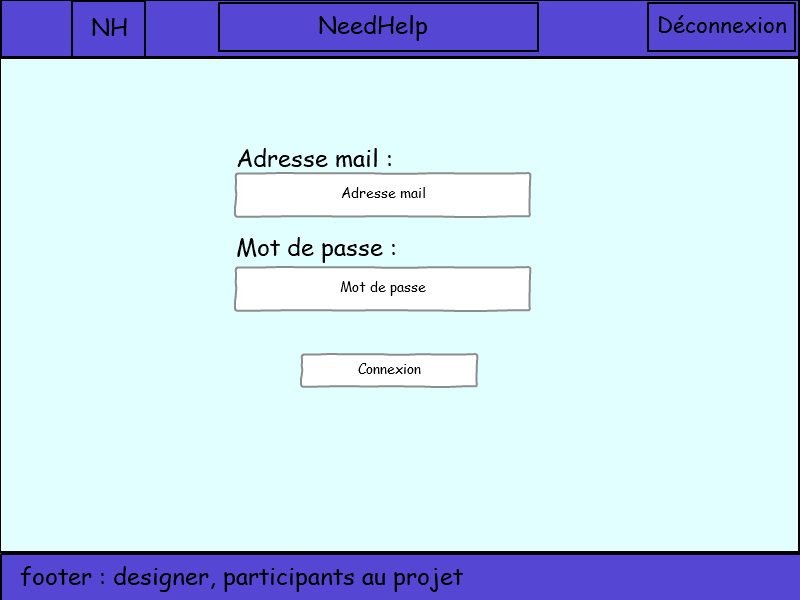 NH
NeedHelp
Déconnexion
Adresse mail :
Adresse mail
Mot de passe :
Mot de passe
Connexion
footer : designer, participants au projet